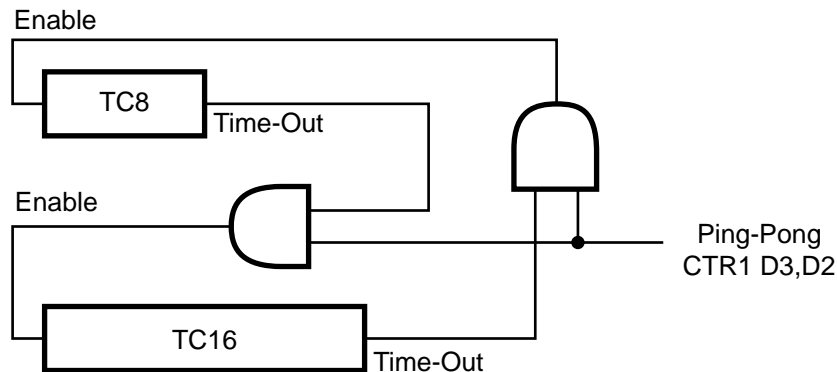 Enable
TC8
Time-Out
Enable
Ping-Pong
CTR1 D3,D2
TC16
Time-Out